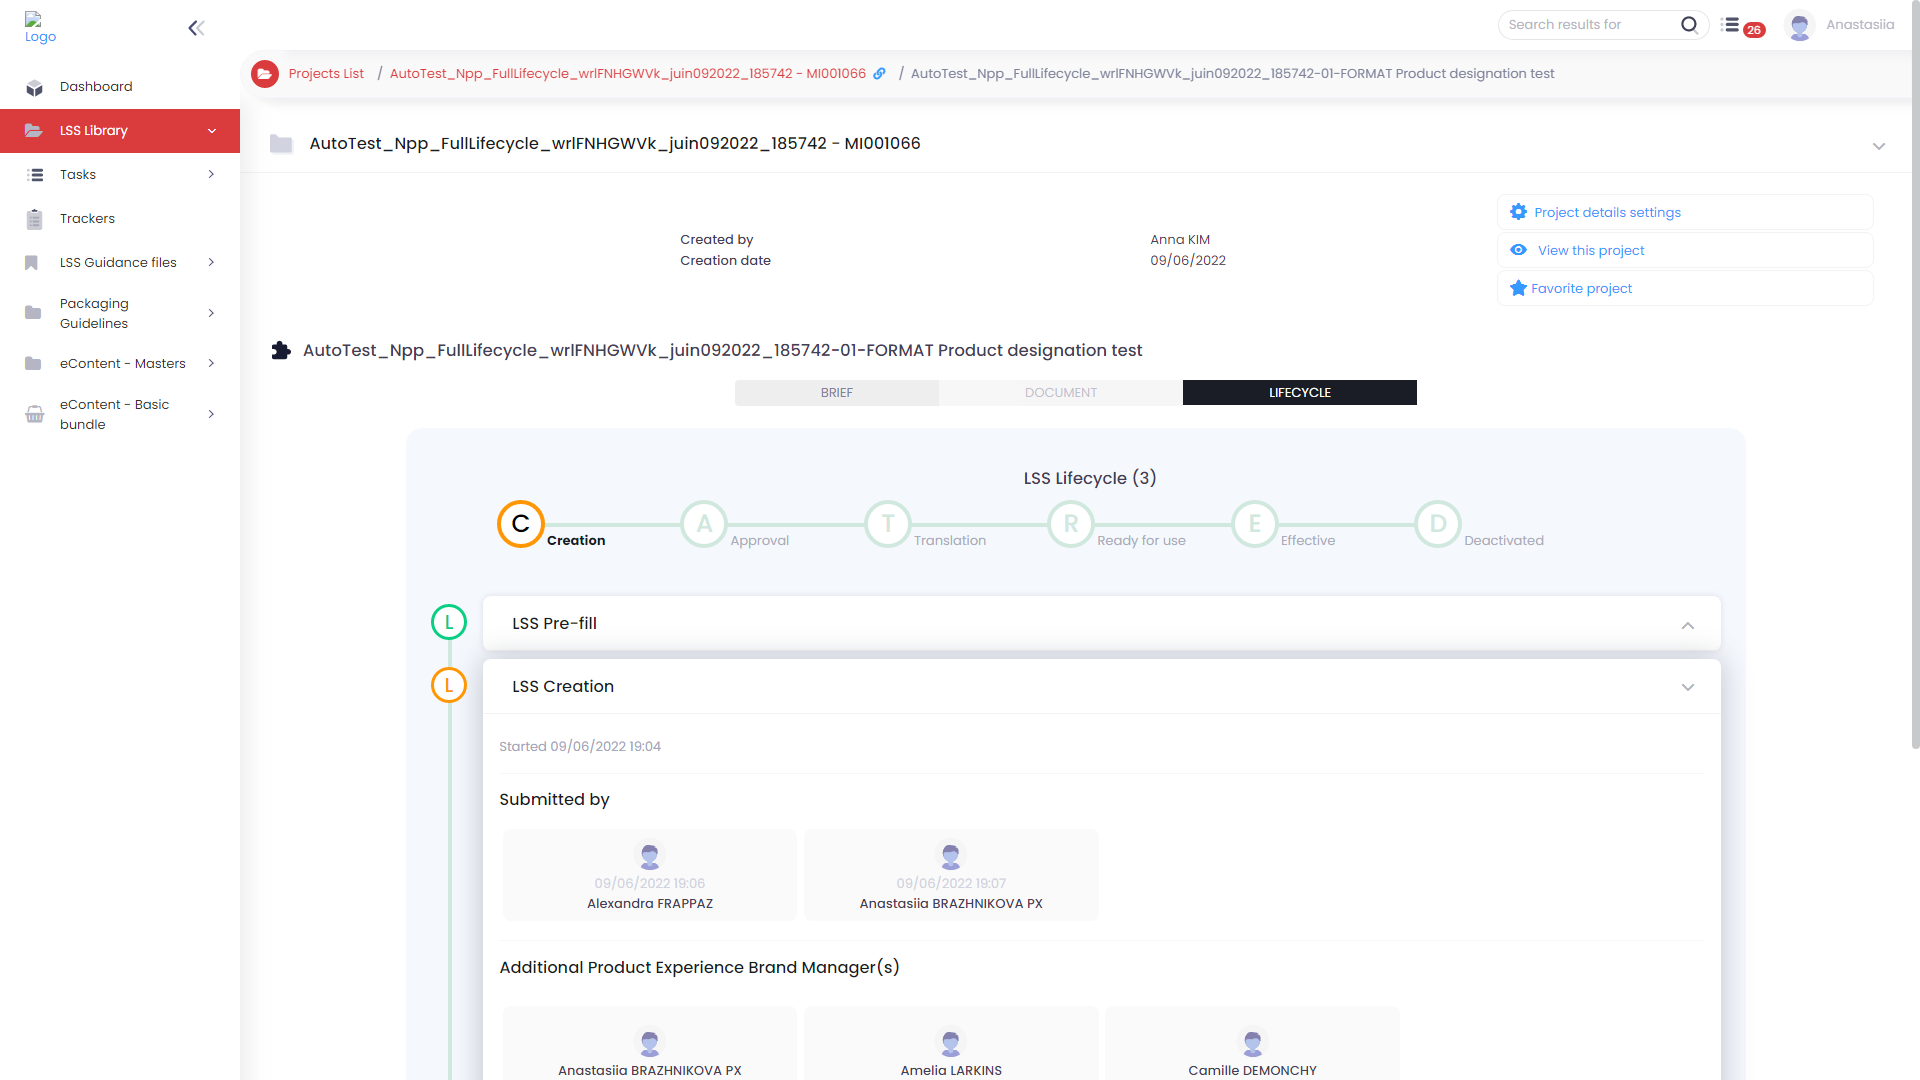 Logo
Search results for
26
Anastasiia
Dashboard
LSS Library
Tasks
Trackers
LSS Guidance files
Packaging
Guidelines
eContent - Masters
eContent - Basic
bundle
Projects List / AutoTest_Npp_FullLifecycle_wrlFNHGWVk_juin092022_185742 - MI001066 / AutoTest_Npp_FullLifecycle_wrlFNHGWVk_juin092022_185742-01-FORMAT Product designation test
AutoTest_Npp_FullLifecycle_wrlFNHGWVk_juin092022_185742 - MI001066
Created by Anna KIM
Creation date 09/06/2022
Project details settings
View this project
Favorite project
AutoTest_Npp_FullLifecycle_wrlFNHGWVk_juin092022_185742-01-FORMAT Product designation test
BRIEF DOCUMENT LIFECYCLE
LSS Lifecycle (3)
C A T R E D
Creation Approval Translation Ready for use Effective Deactivated
L LSS Pre-fill
L LSS Creation
Started 09/06/2022 19:04
Submitted by
09/06/2022 19:06 09/06/2022 19:07
Alexandra FRAPPAZ Anastasiia BRAZHNIKOVA PX
Additional Product Experience Brand Manager(s)
Anastasiia BRAZHNIKOVA PX Amelia LARKINS Camille DEMONCHY